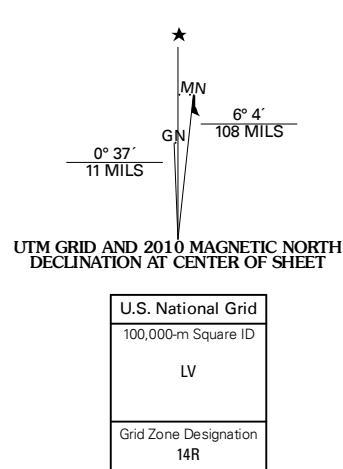 MN
6° 4´
108 MILS
GN
0° 37´
11 MILS
UTM GRID AND 2010 MAGNETIC NORTH
DECLINATION AT CENTER OF SHEET
U.S. National Grid
100,000-m Square ID
LV
Grid Zone Designation
14R